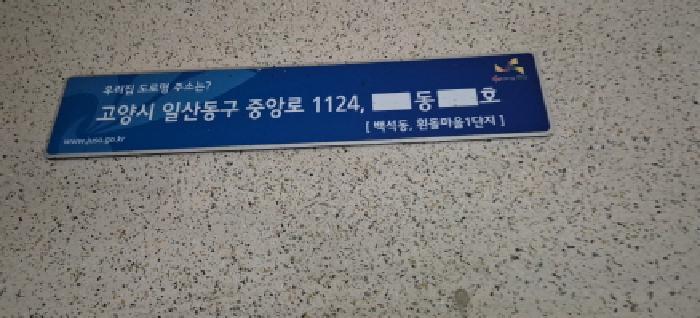 우리집 도로명 주소는?
고양시 일산동구 중앙로 1124, 동 호
[ 백석동, 흰돌마을1단지 ]
www.juso.go.kr